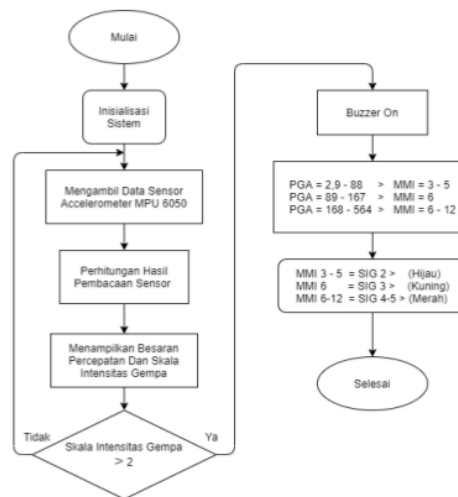 Mulai
Inisialisasi
Sistem
Mengambil Data Sensor
Accelerometer MPU 6050
Perhitungan Hasil
Pembacaan Sensor
Menampilkan Besaran
Percepatan Dan Skala
Intensitas Gempa
Tidak
Skala Intensitas Gempa
> 2
Ya
Buzzer On
PGA = 2,9 - 88 > MMI = 3 - 5
PGA = 89 - 167 > MMI = 6
PGA = 168 - 564 > MMI = 6 - 12
MMI 3 - 5 = SIG 2 > (Hijau)
MMI 6 = SIG 3 > (Kuning)
MMI 6-12 = SIG 4-5 > (Merah)
Selesai